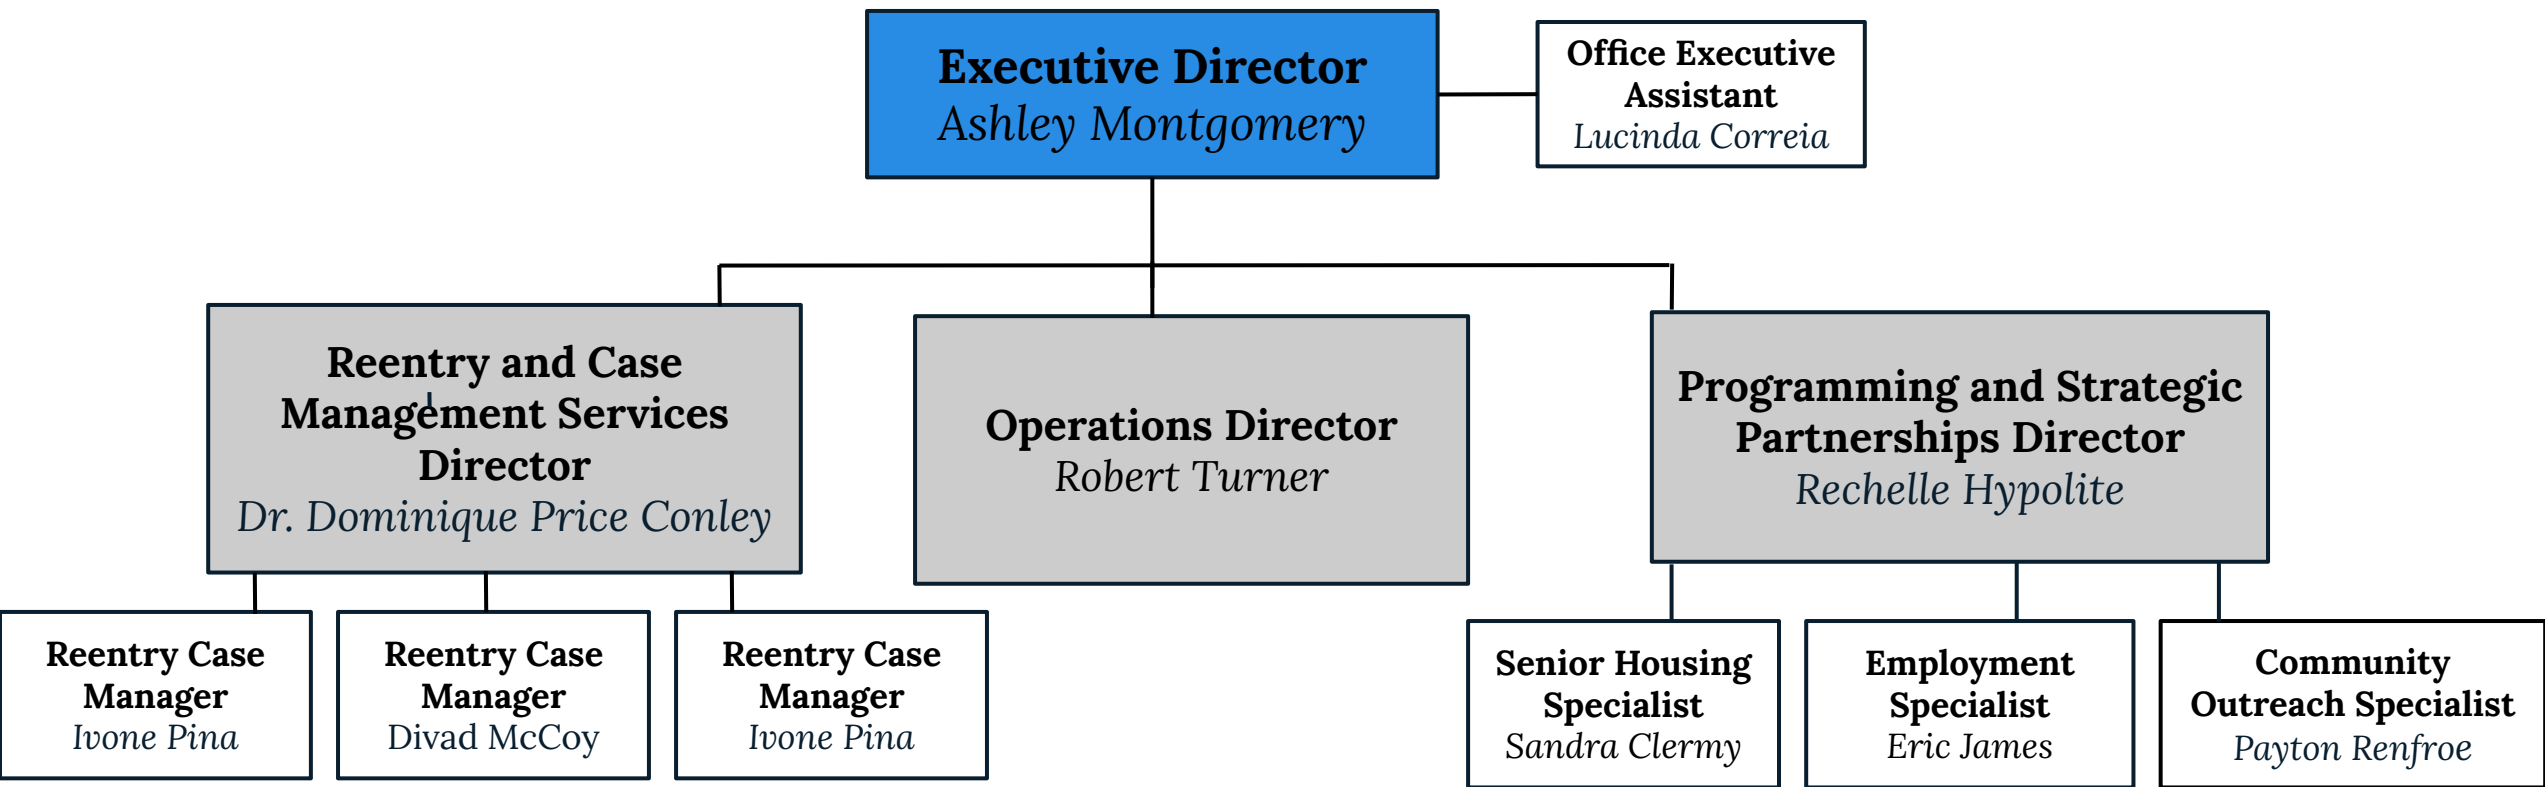 Executive Director
Ashley Montgomery
Office Executive
Assistant
Lucinda Correia
Reentry and Case
Management Services
Director
Dr. Dominique Price Conley
Operations Director
Robert Turner
Programming and Strategic
Partnerships Director
Rechelle Hypolite
Reentry Case
Manager
Ivone Pina
Reentry Case
Manager
Divad McCoy
Reentry Case
Manager
Ivone Pina
Senior Housing
Specialist
Sandra Clermy
Employment
Specialist
Eric James
Community
Outreach Specialist
Payton Renfroe